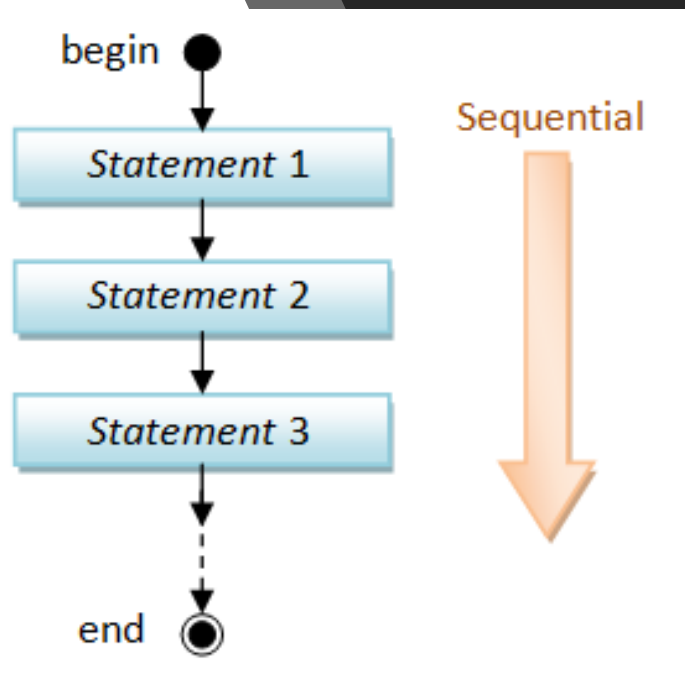 begin
Sequential
Statement 1
Statement 2
Statement 3
end